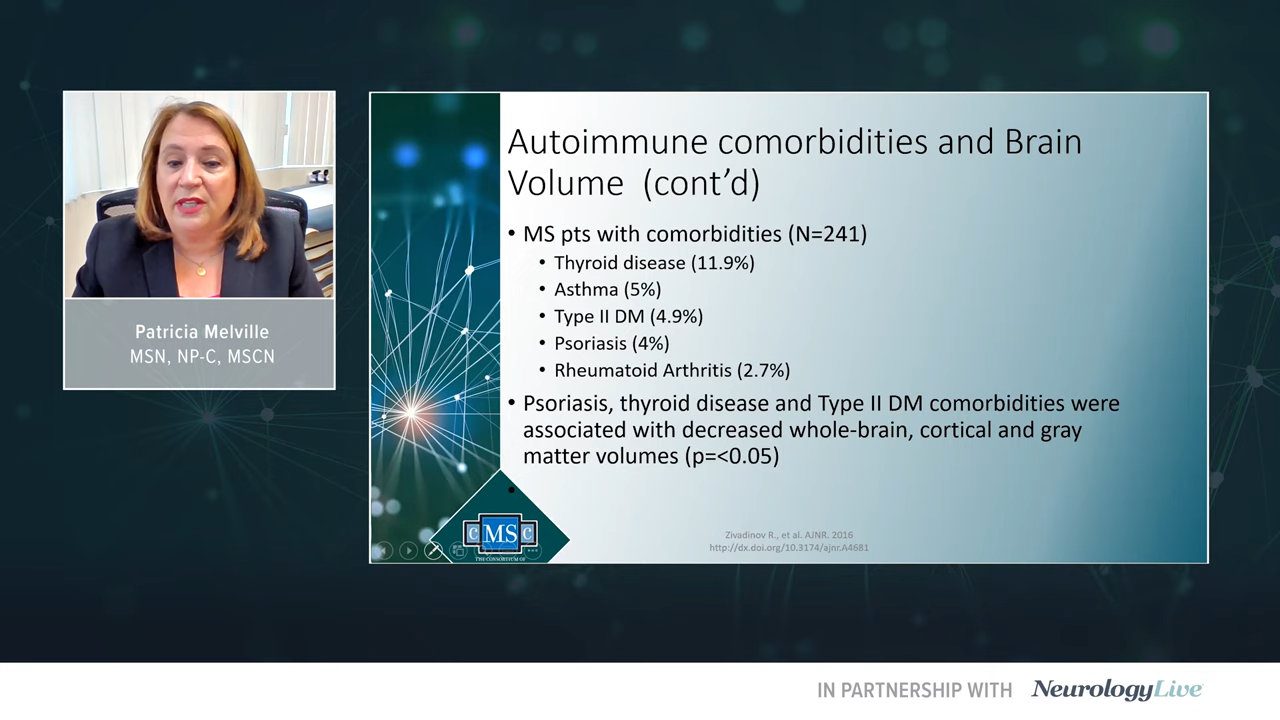 Autoimmune comorbidities and Brain
Volume (cont’d)
• MS pts with comorbidities (N=241)
• Thyroid disease (11.9%)
• Asthma (5%)
• Type II DM (4.9%)
• Psoriasis (4%)
• Rheumatoid Arthritis (2.7%)
• Psoriasis, thyroid disease and Type II DM comorbidities were
associated with decreased whole-brain, cortical and gray
matter volumes (p=<0.05)
•
Zivadinov R., et al. AJNR. 2016
http://dx.doi.org/10.3174/ajnr.A4681
CMSC
THE CONSORTIUM OF
Patricia Melville
MSN, NP-C, MSCN
IN PARTNERSHIP WITH NeurologyLive